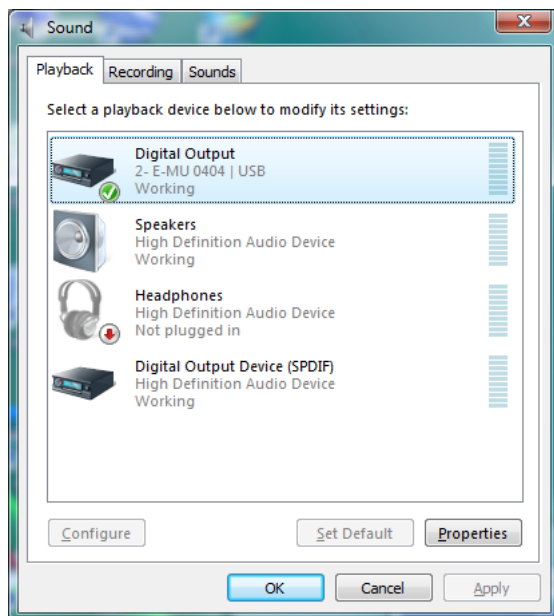 Sound
Playback Recording Sounds
Select a playback device below to modify its settings:
Digital Output
2- E-MU 0404 | USB
Working
Speakers
High Definition Audio Device
Working
Headphones
High Definition Audio Device
Not plugged in
Digital Output Device (SPDIF)
High Definition Audio Device
Working
Configure Set Default Properties
OK Cancel Apply